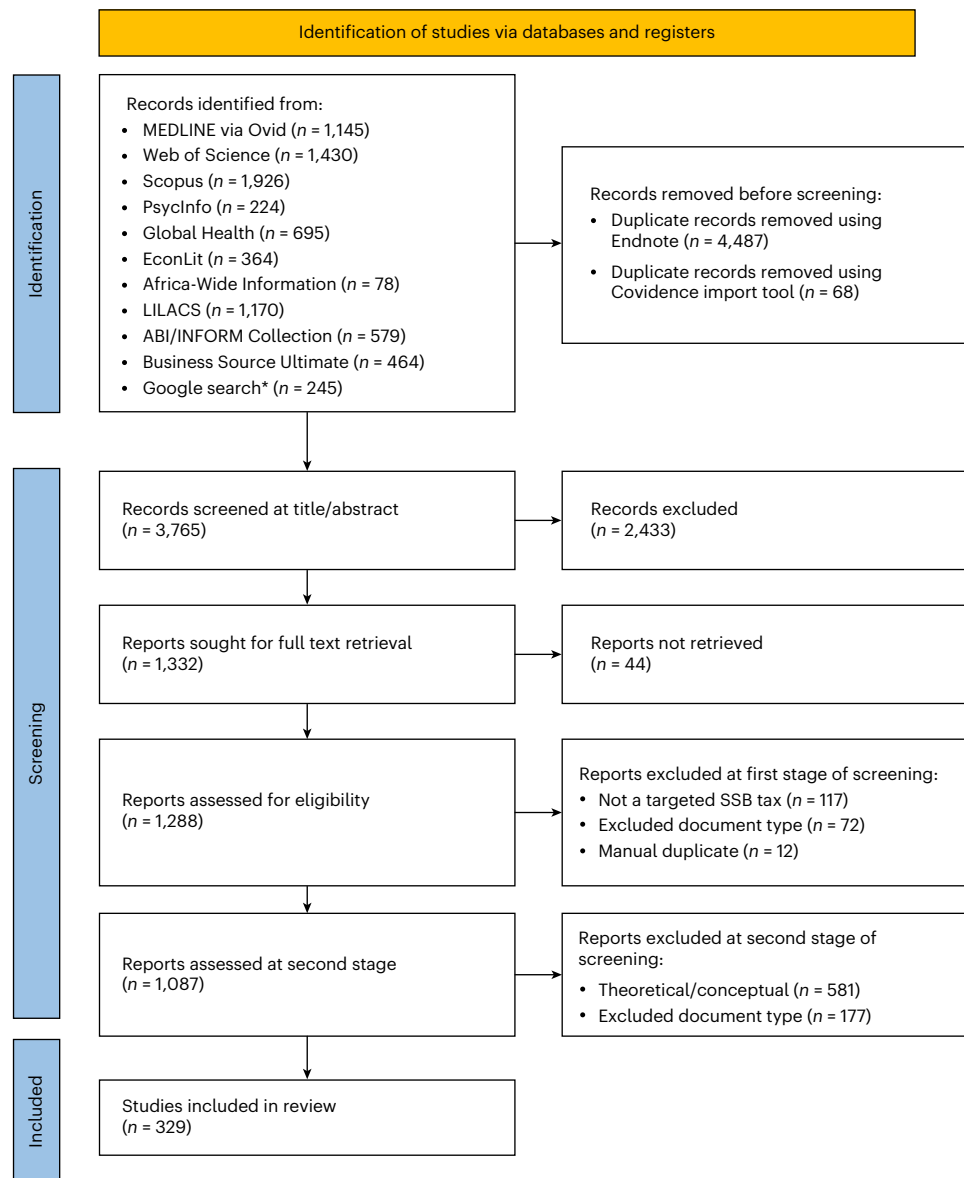 Identification of studies via databases and registers
Identification
Records identified from:
• MEDLINE via Ovid (n = 1,145)
• Web of Science (n = 1,430)
• Scopus (n = 1,926)
• PsycInfo (n = 224)
• Global Health (n = 695)
• EconLit (n = 364)
• Africa-Wide Information (n = 78)
• LILACS (n = 1,170)
• ABI/INFORM Collection (n = 579)
• Business Source Ultimate (n = 464)
• Google search* (n = 245)
Records removed before screening:
• Duplicate records removed using
Endnote (n = 4,487)
• Duplicate records removed using
Covidence import tool (n = 68)
Screening
Records screened at title/abstract
(n = 3,765)
Records excluded
(n = 2,433)
Reports sought for full text retrieval
(n = 1,332)
Reports not retrieved
(n = 44)
Reports assessed for eligibility
(n = 1,288)
Reports excluded at first stage of screening:
• Not a targeted SSB tax (n = 117)
• Excluded document type (n = 72)
• Manual duplicate (n = 12)
Reports assessed at second stage
(n = 1,087)
Reports excluded at second stage of
screening:
• Theoretical/conceptual (n = 581)
• Excluded document type (n = 177)
Included
Studies included in review
(n = 329)